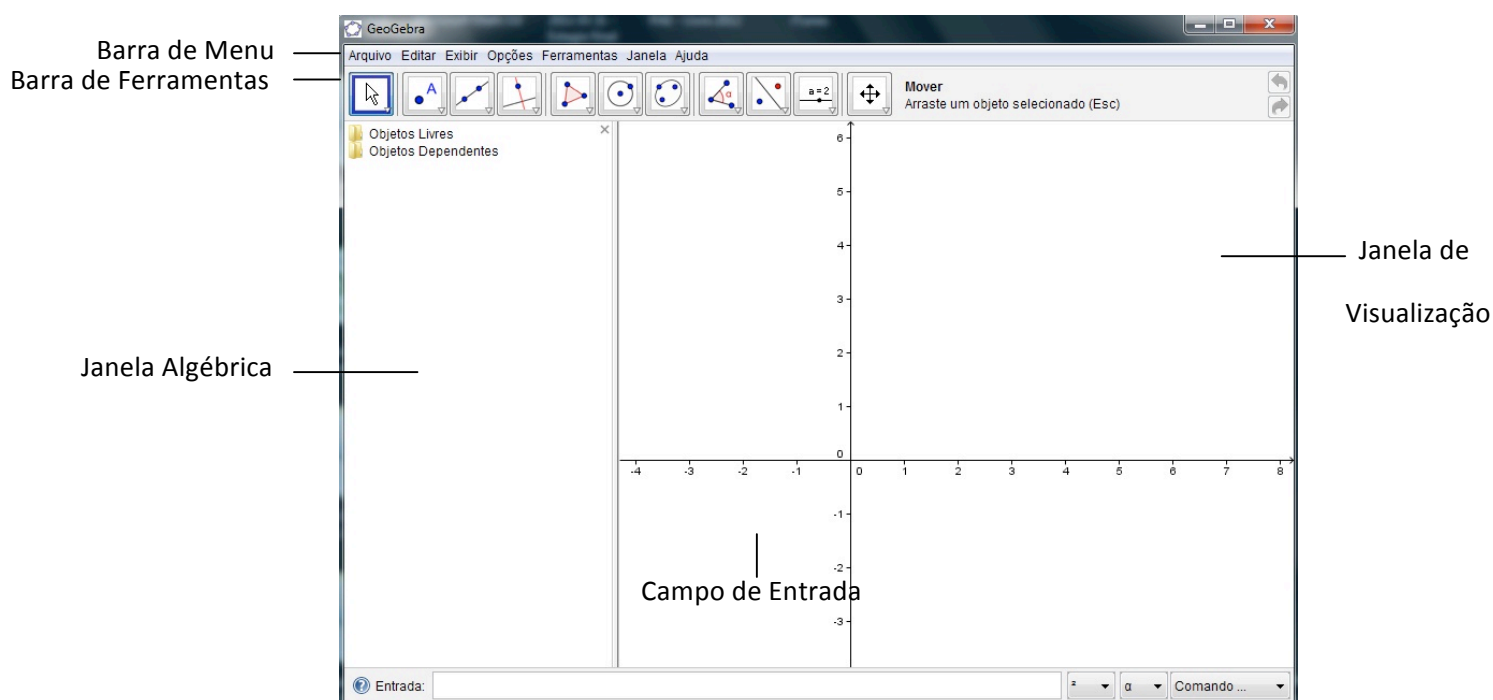 GeoGebra
Barra de Menu
Arquivo Editar Exibir Opções Ferramentas Janela Ajuda
Barra de Ferramentas
A
α
a=2
Mover
Arraste um objeto selecionado (Esc)
Objetos Livres
Objetos Dependentes
6
5
4
3
2
1
0
-4 -3 -2 -1 0 1 2 3 4 5 6 7 8
-1
-2
-3
Janela de
Visualização
Janela Algébrica
Campo de Entrada
Entrada:
² α Comando ...